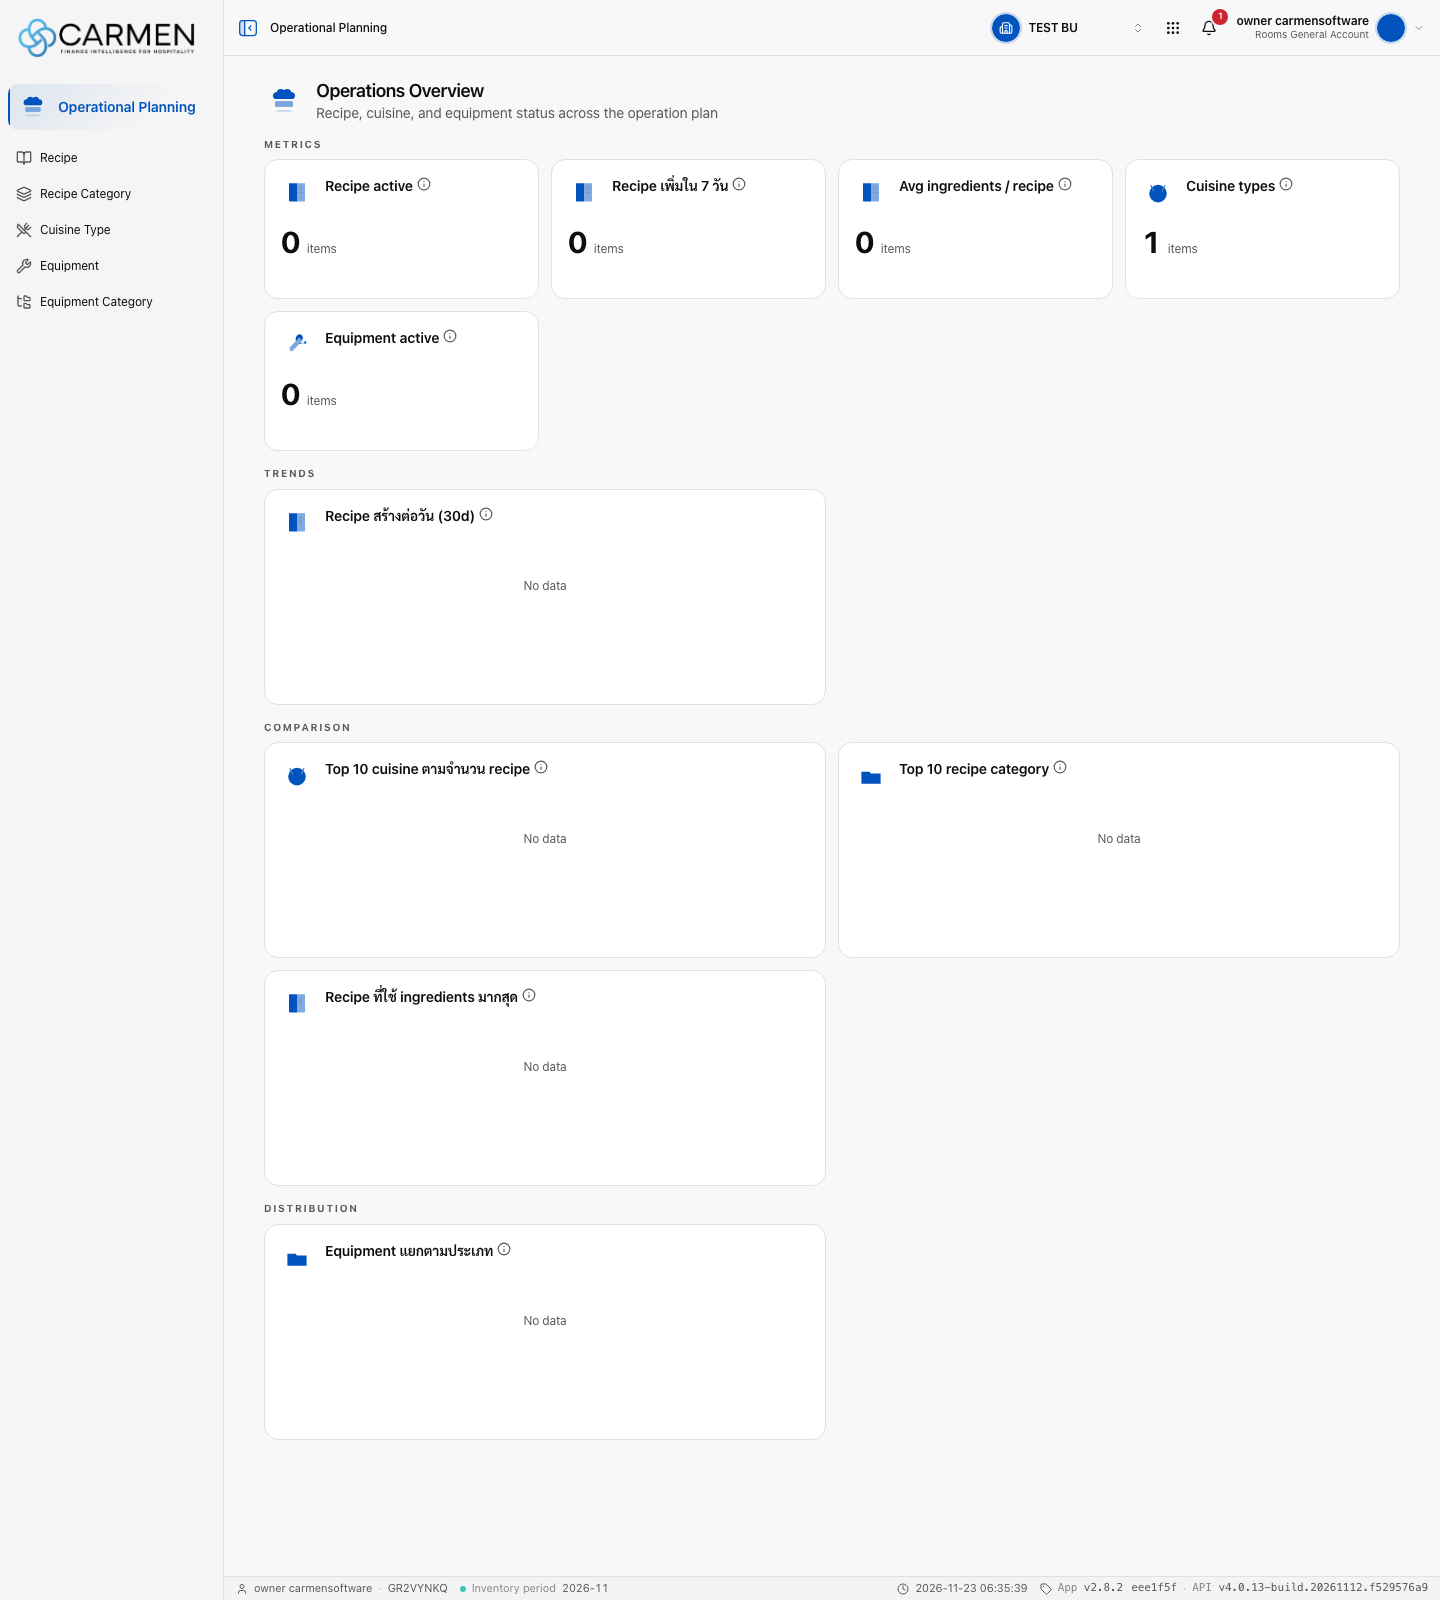 CARMEN
FINANCE INTELLIGENCE FOR HOSPITALITY
Operational Planning
Recipe
Recipe Category
Cuisine Type
Equipment
Equipment Category
Operational Planning
TEST BU
1
owner carmensoftware
Rooms General Account
Operations Overview
Recipe, cuisine, and equipment status across the operation plan
METRICS
Recipe active
0 items
Recipe เพิ่มใน 7 วัน
0 items
Avg ingredients / recipe
0 items
Cuisine types
1 items
Equipment active
0 items
TRENDS
Recipe สร้างต่อวัน (30d)
No data
COMPARISON
Top 10 cuisine ตามจำนวน recipe
No data
Top 10 recipe category
No data
Recipe ที่ใช้ ingredients มากสุด
No data
DISTRIBUTION
Equipment แยกตามประเภท
No data
owner carmensoftware · GR2VYNKQ Inventory period 2026-11
2026-11-23 06:35:39 App v2.8.2 eee1f5f · API v4.0.13-build.20261112.f529576a9